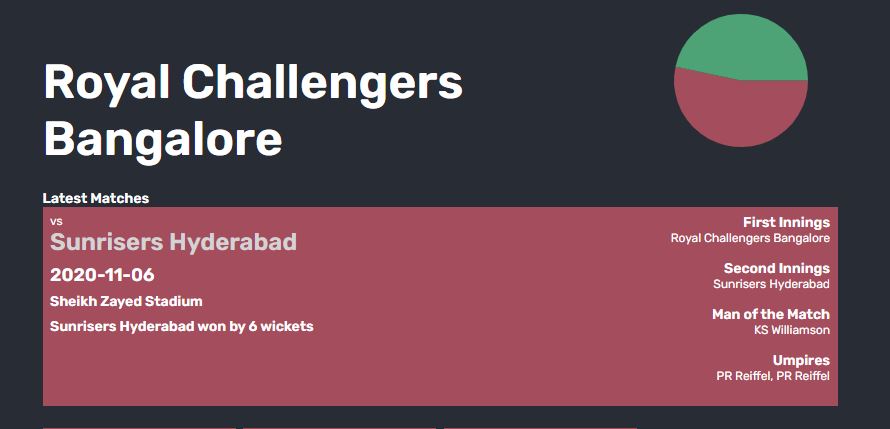 Royal Challengers
Bangalore
Latest Matches
vs
Sunrisers Hyderabad
2020-11-06
Sheikh Zayed Stadium
Sunrisers Hyderabad won by 6 wickets
First Innings
Royal Challengers Bangalore
Second Innings
Sunrisers Hyderabad
Man of the Match
KS Williamson
Umpires
PR Reiffel, PR Reiffel